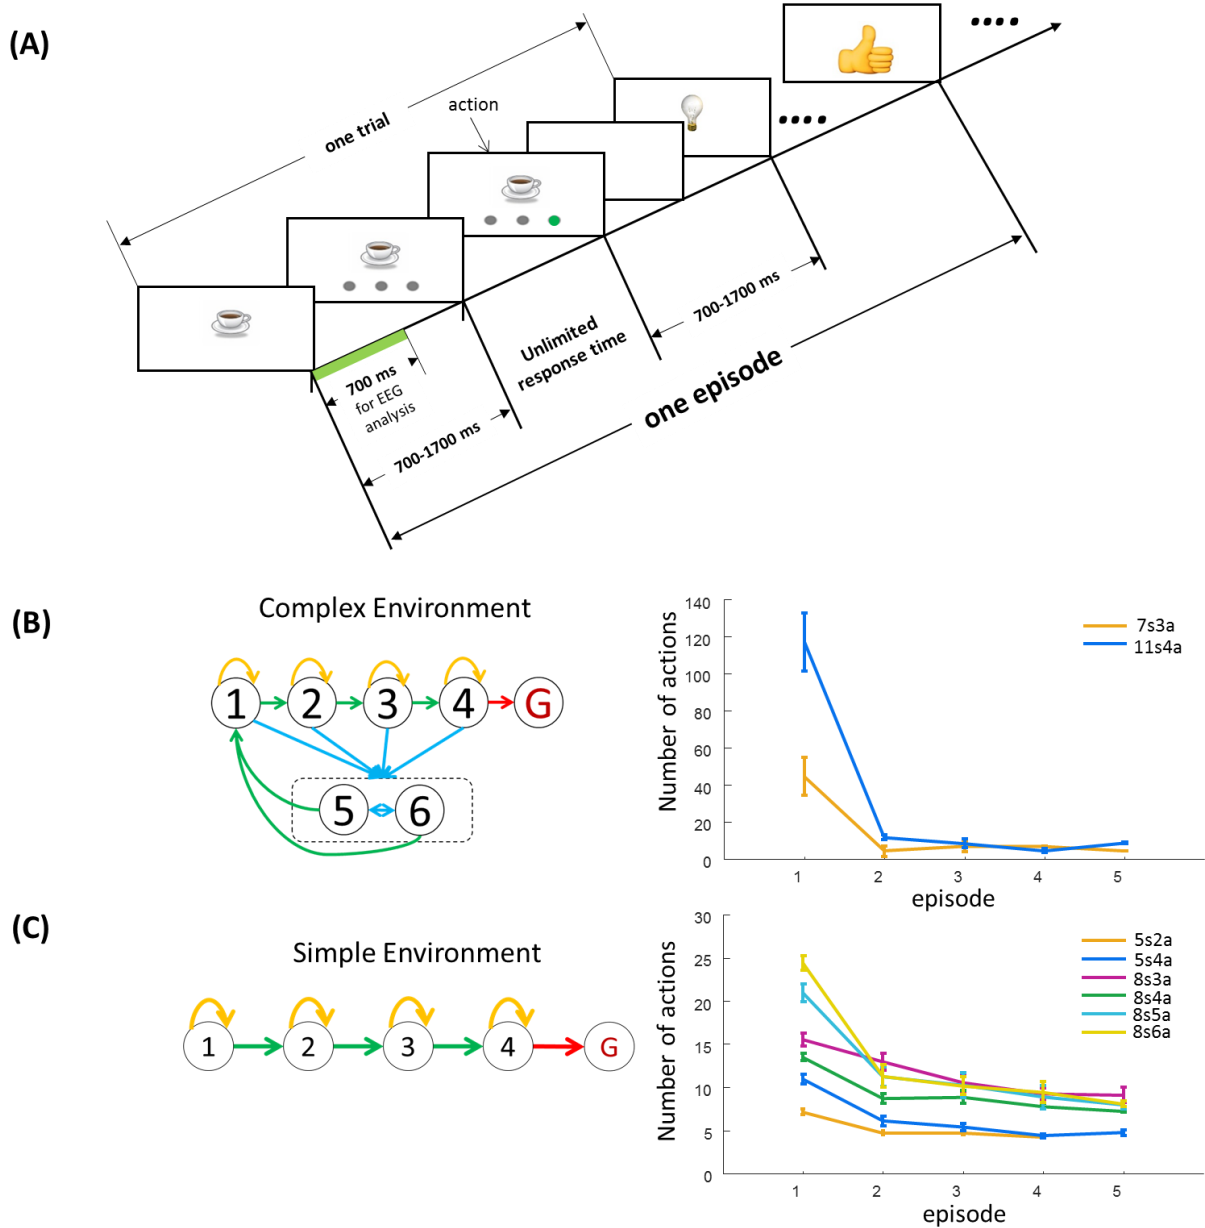 (A)
action
one trial
700 ms
for EEG
analysis
700-1700 ms
Unlimited
response time
700-1700 ms
one episode
(B)
Complex Environment
1
2
3
4
G
5
6
Number of actions
140
120
100
80
60
40
20
0
1
2
3
4
5
episode
7s3a
11s4a
(C)
Simple Environment
1
2
3
4
G
Number of actions
30
25
20
15
10
5
0
1
2
3
4
5
episode
5s2a
5s4a
8s3a
8s4a
8s5a
8s6a